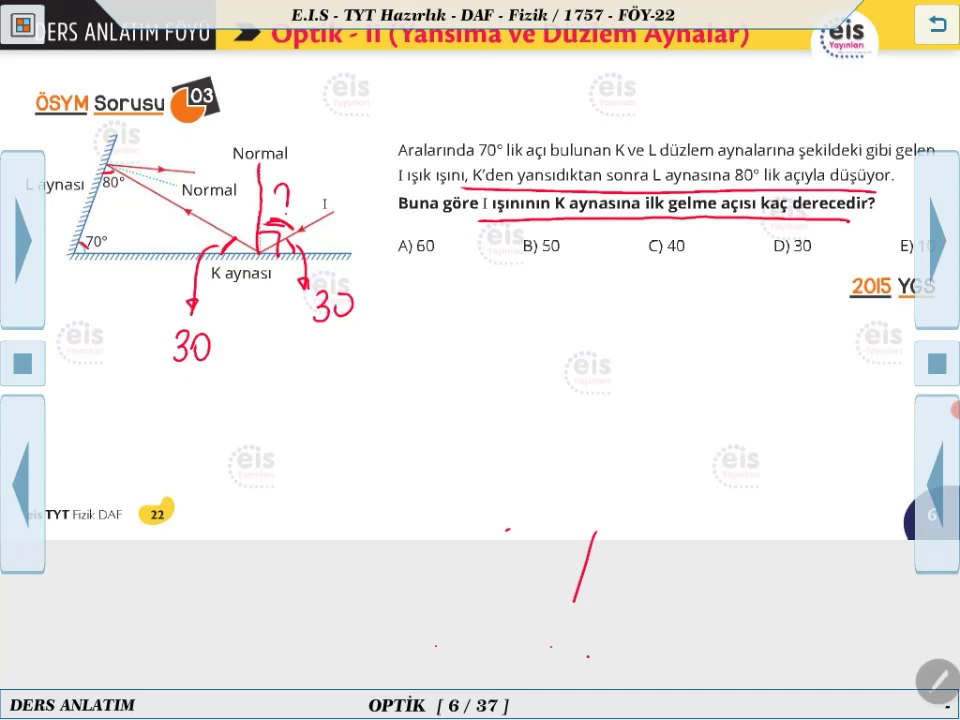 E.I.S - TYT Hazırlık - DAF - Fizik / 1757 - FÖY-22
DERS ANLATIM FÖYÜ
Optik - II (Yansıma ve Düzlem Aynalar)
eis
Yayınları
ÖSYM Sorusu 03
Normal
L aynası
80°
Normal
?
I
70°
K aynası
30
30
Aralarında 70° lik açı bulunan K ve L düzlem aynalarına şekildeki gibi gelen
I ışık ışını, K'den yansıdıktan sonra L aynasına 80° lik açıyla düşüyor.
Buna göre I ışınının K aynasına ilk gelme açısı kaç derecedir?
A) 60 B) 50 C) 40 D) 30 E) 10
2015 YGS
eis TYT Fizik DAF 22
6
DERS ANLATIM OPTİK [ 6 / 37 ] -